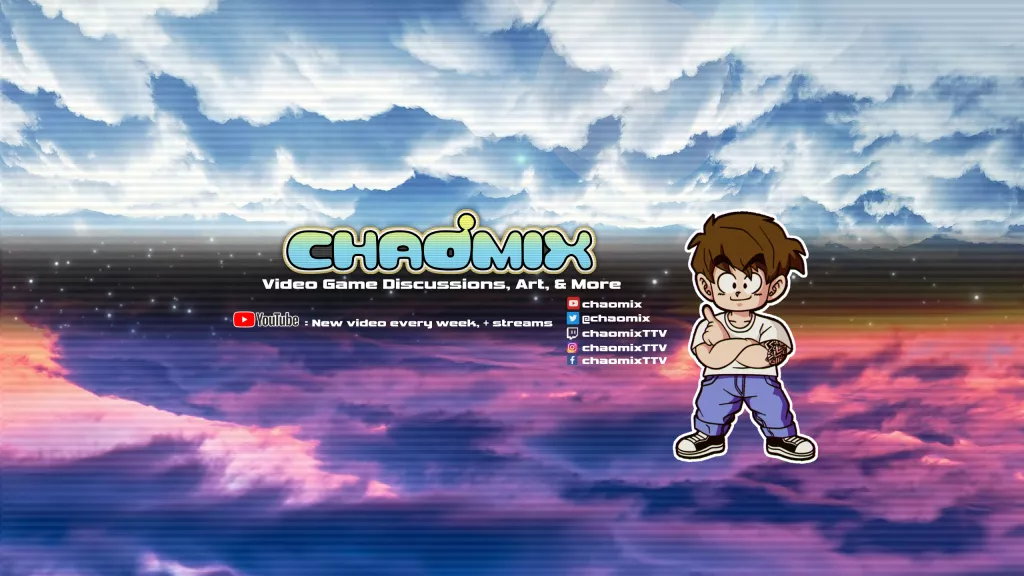 CHAOMIX
Video Game Discussions, Art, & More
chaomix
@chaomix
YouTube : New video every week, + streams
chaomixTTV
chaomixTTV
chaomixTTV